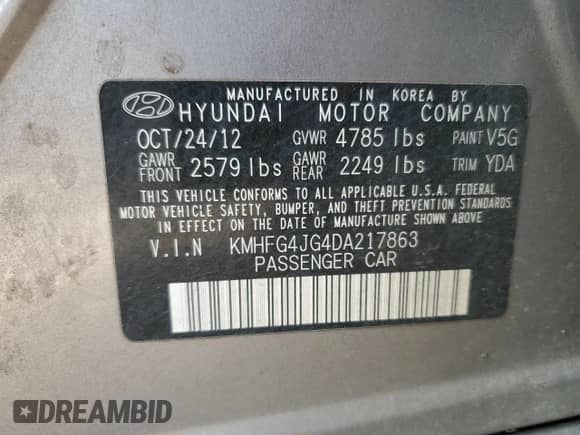 MANUFACTURED IN KOREA BY
HYUNDAI MOTOR COMPANY
OCT/24/12 GVWR 4785 lbs PAINT V5G
GAWR FRONT 2579 lbs GAWR REAR 2249 lbs TRIM YDA
THIS VEHICLE CONFORMS TO ALL APPLICABLE U.S.A. FEDERAL
MOTOR VEHICLE SAFETY, BUMPER, AND THEFT PREVENTION
STANDARDS IN EFFECT ON THE DATE OF MANUFACTURE SHOWN ABOVE.
V.I.N KMHFG4JG4DA217863
PASSENGER CAR
DREAMBID